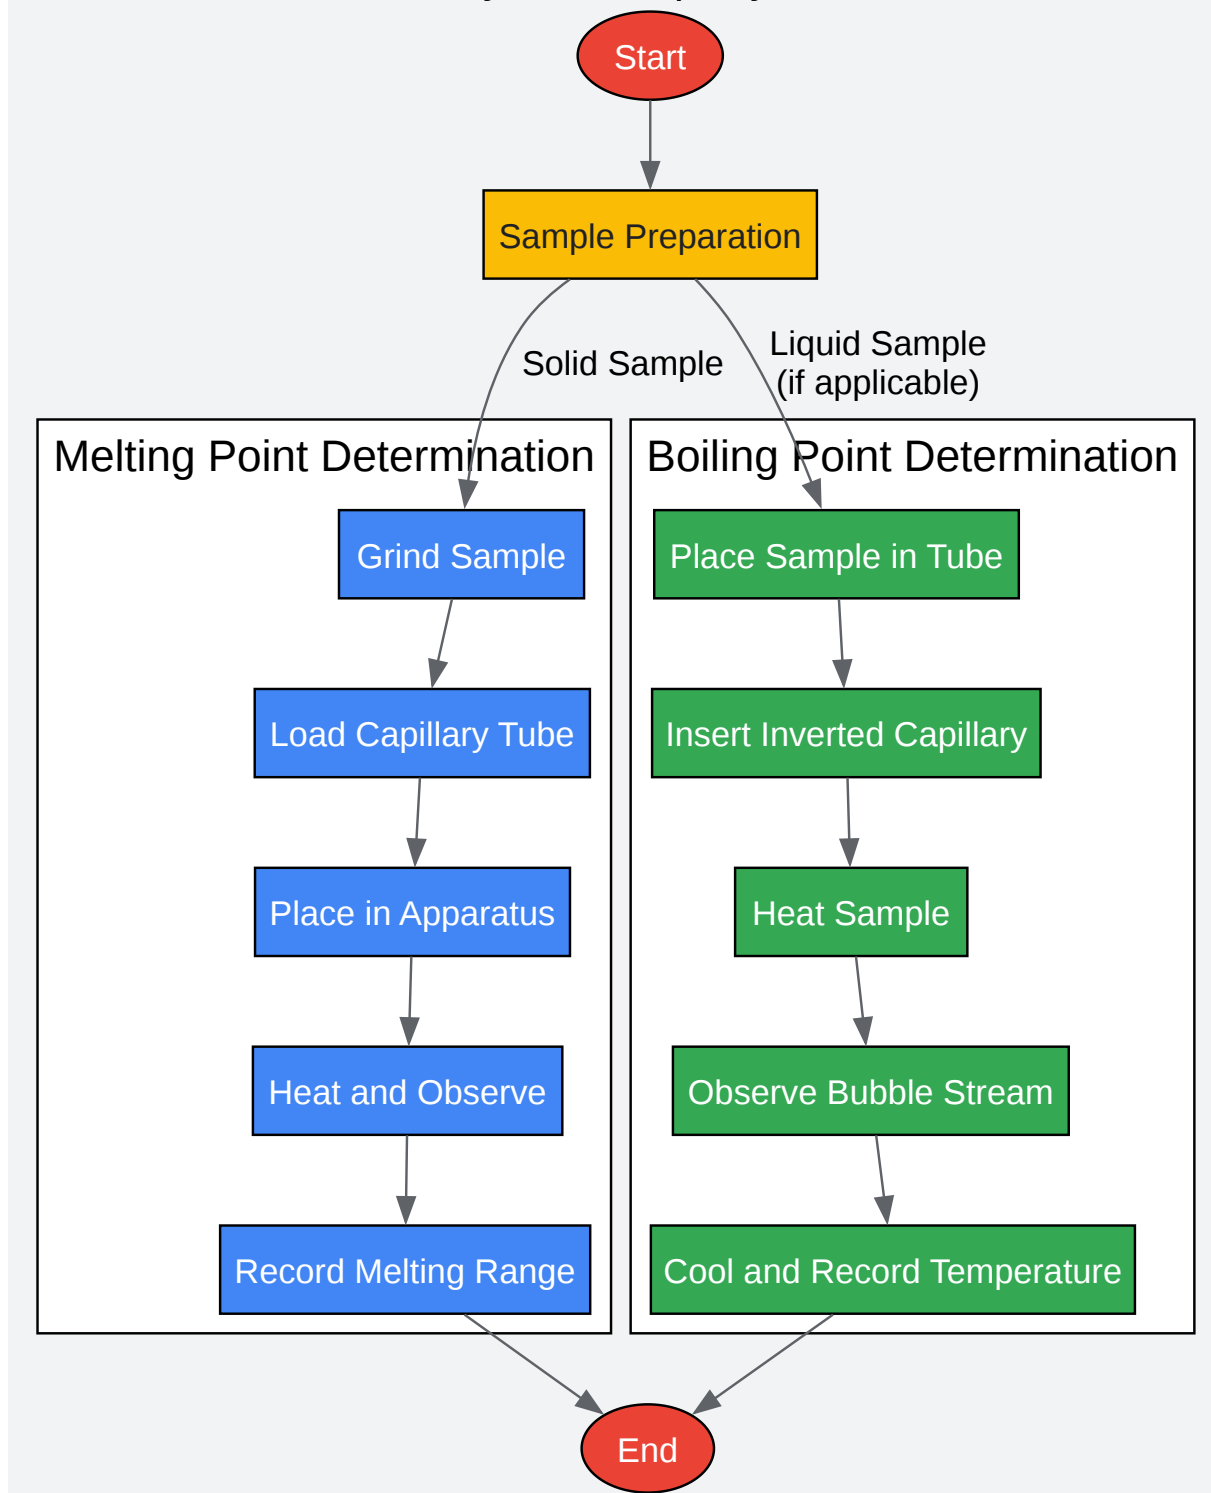 Start
Sample Preparation
Solid Sample
Liquid Sample
(if applicable)
Melting Point Determination
Grind Sample
Load Capillary Tube
Place in Apparatus
Heat and Observe
Record Melting Range
Boiling Point Determination
Place Sample in Tube
Insert Inverted Capillary
Heat Sample
Observe Bubble Stream
Cool and Record Temperature
End